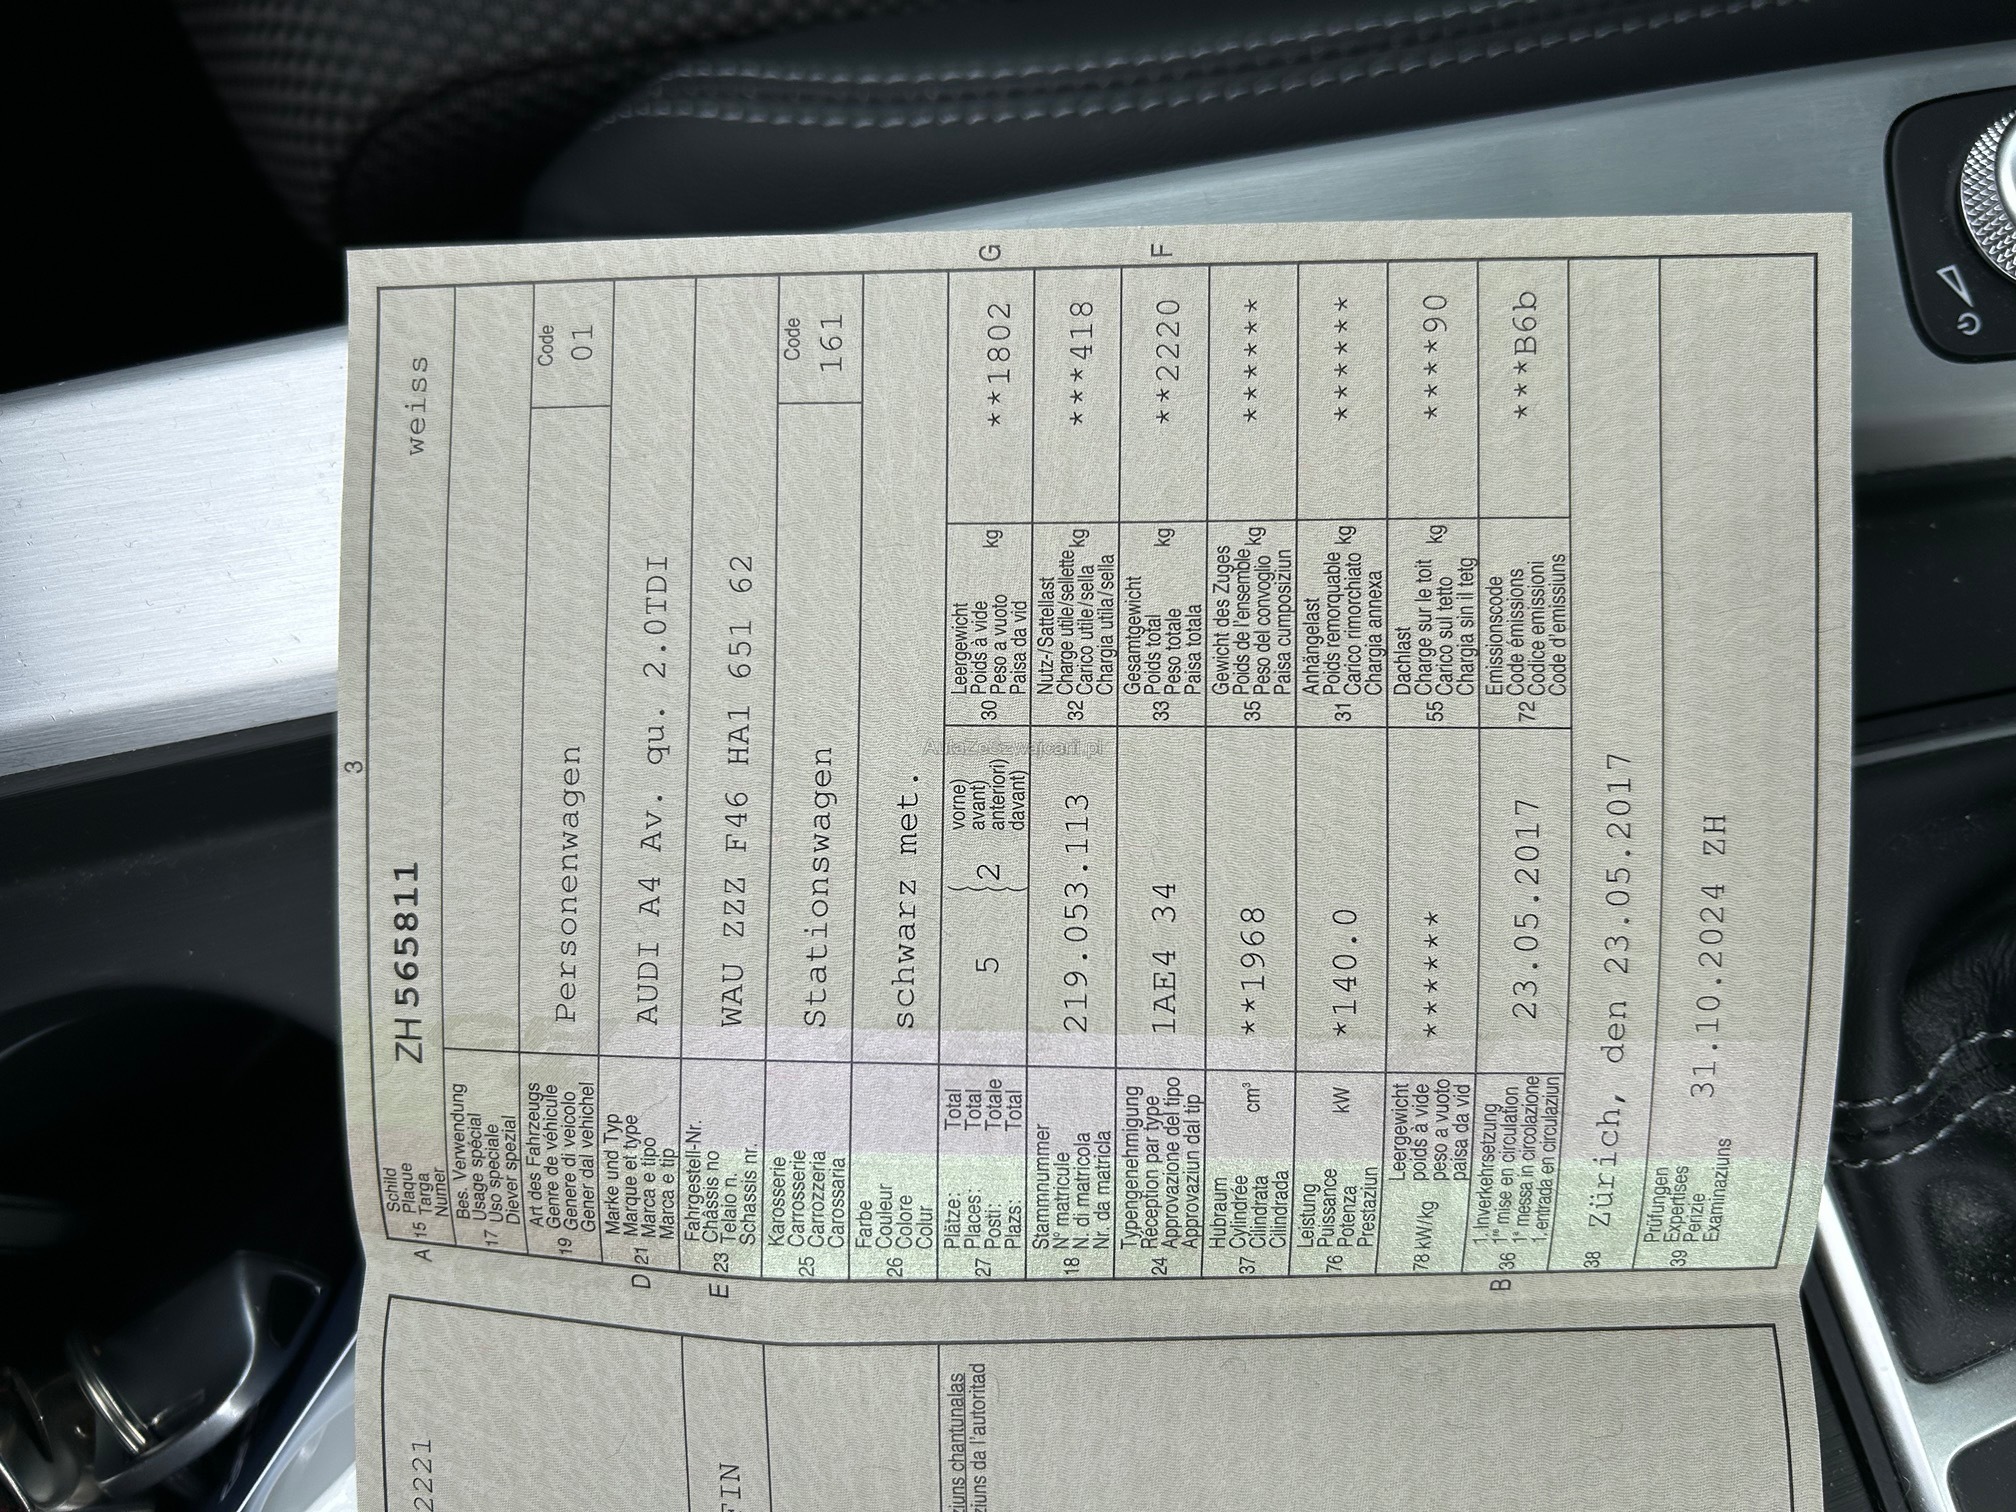 3
Schild
Plaque
Targa
Numer
A 15 ZH 565811 weiss
Bes. Verwendung
Usage spécial
17 Uso speciale
Diever spezial
Art des Fahrzeugs
Genre de véhicule
19 Genere di veicolo
Gener dal vehichel
Personenwagen
Code
01
Marke und Typ
Marque et type
D 21 Marca e tipo
Marca e tip
AUDI A4 Av. qu. 2.0TDI
Fahrgestell-Nr.
Châssis no
E 23 Telaio n.
Schassis nr.
WAU ZZZ F46 HA1 651 62
Karosserie
Carrosserie
25 Carrozzeria
Carossaria
Stationswagen
Code
161
Farbe
Couleur
26 Colore
Colur
schwarz met.
Plätze: Total
Places: Total
27 Posti: Totale
Plazs: Total
5
2
vorne)
avant)
anteriori)
davant)
Leergewicht
Poids à vide
30 Peso a vuoto kg
Paisa da vid
**1802 G
Stammnummer
N° matricule
18 N. di matricola
Nr. da matricla
219.053.113
Nutz-/Sattellast
Charge utile/sellette
32 Carico utile/sella kg
Chargia utila/sella
***418
Typengenehmigung
Réception par type
24 Approvazione del tipo
Approvaziun dal tip
1AE4 34
Gesamtgewicht
Poids total
33 Peso totale kg
Paisa totala
**2220 F
Hubraum
Cylindrée
37 Cilindrata cm³
Cilindrada
**1968
Gewicht des Zuges
Poids de l'ensemble
35 Peso del convoglio kg
Paisa cumposiziun
******
Leistung
Puissance
76 Potenza kW
Prestaziun
*140.0
Anhängelast
Poids remorquable
31 Carico rimorchiato kg
Chargia annexa
******
Leergewicht
poids à vide
78 kW/kg peso a vuoto
paisa da vid
******
Dachlast
Charge sur le toit
55 Carico sul tetto kg
Chargia sin il tetg
****90
1.Inverkehrsetzung
1re mise en circulation
B 36 1a messa in circolazione
1.entrada en circulaziun
23.05.2017
Emissionscode
Code émissions
72 Codice emissioni
Code d'emissiuns
***B6b
38 Zürich, den 23.05.2017
Prüfungen
Expertises
39 Perizie
Examinaziuns
31.10.2024 ZH
2221
FIN
ziuns chantunalas
ziuns da l'autoritad
AutaZeSzwajcarii.pl